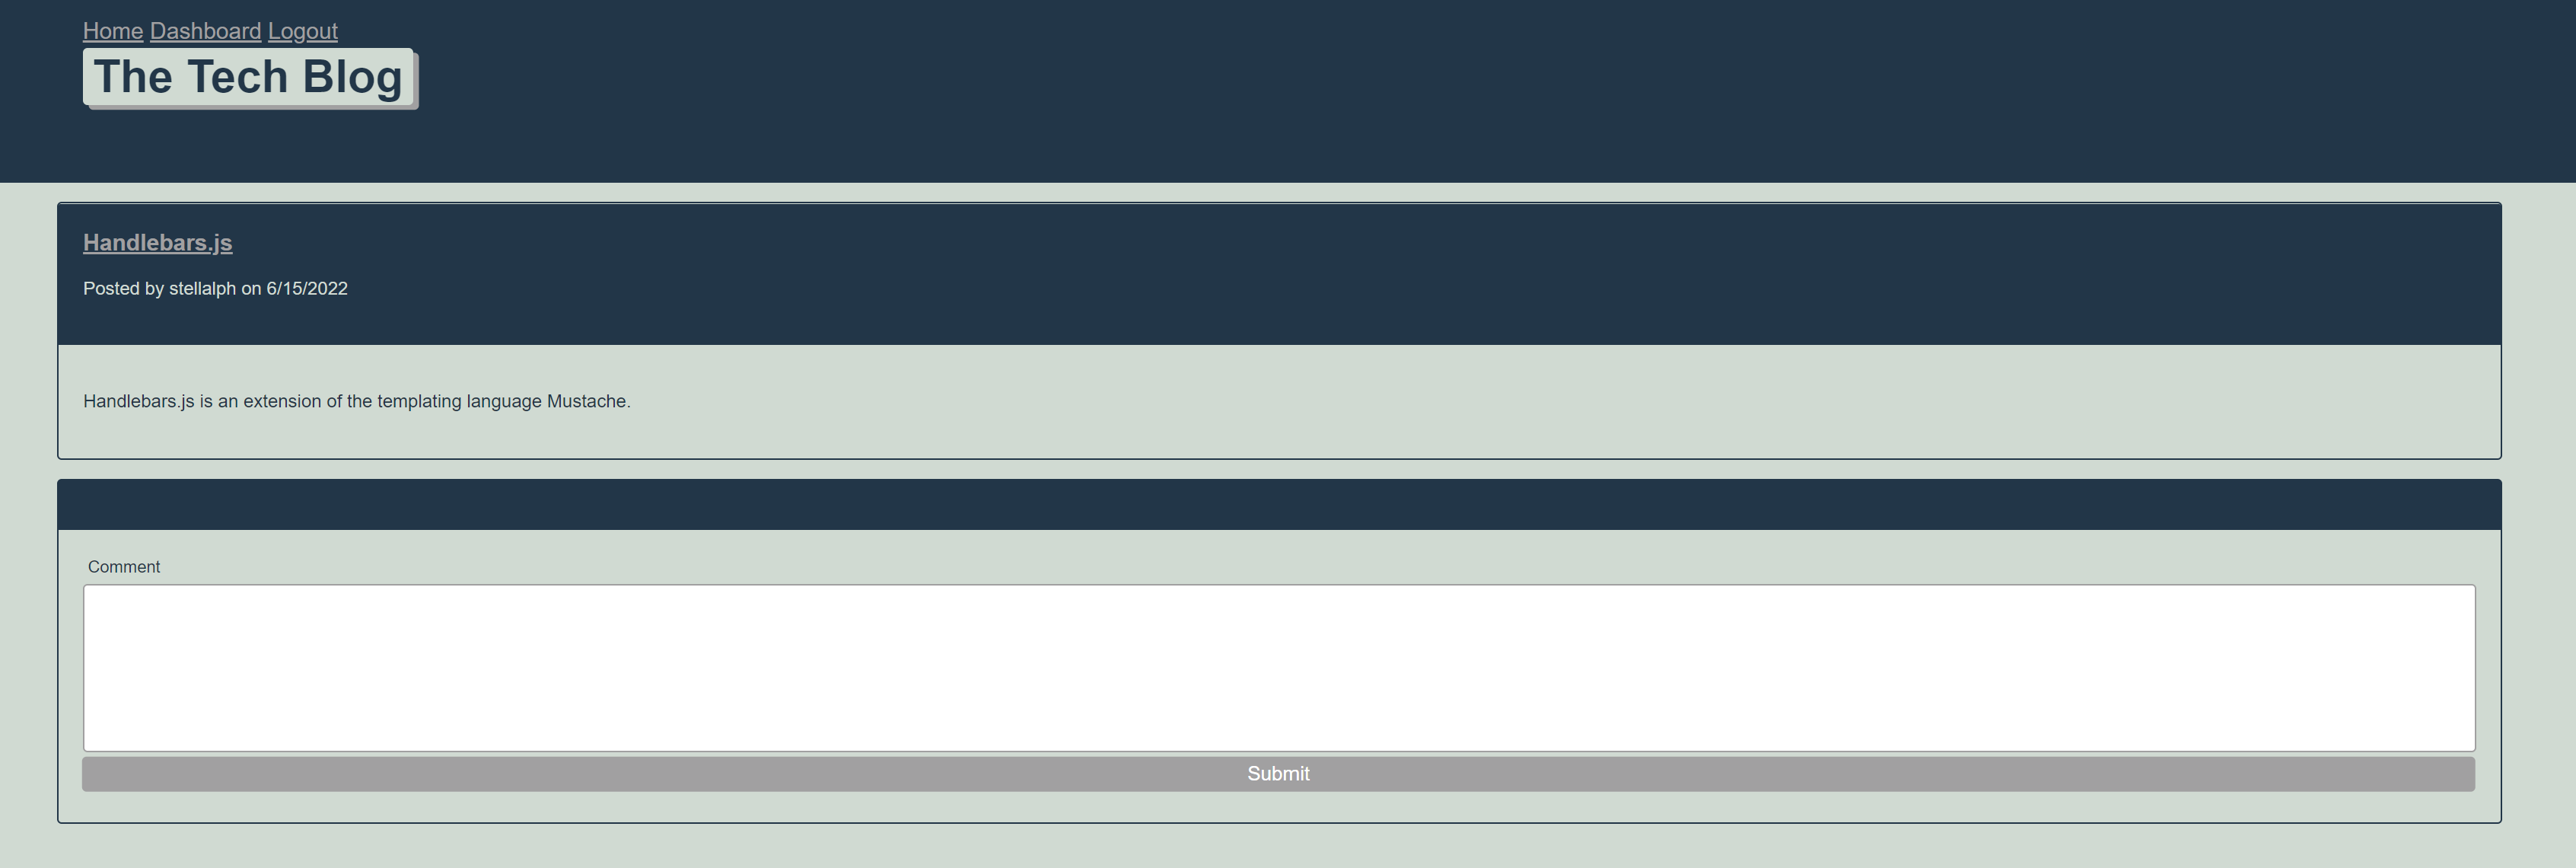 Home Dashboard Logout
The Tech Blog
Handlebars.js
Posted by stellalph on 6/15/2022
Handlebars.js is an extension of the templating language Mustache.
Comment
Submit